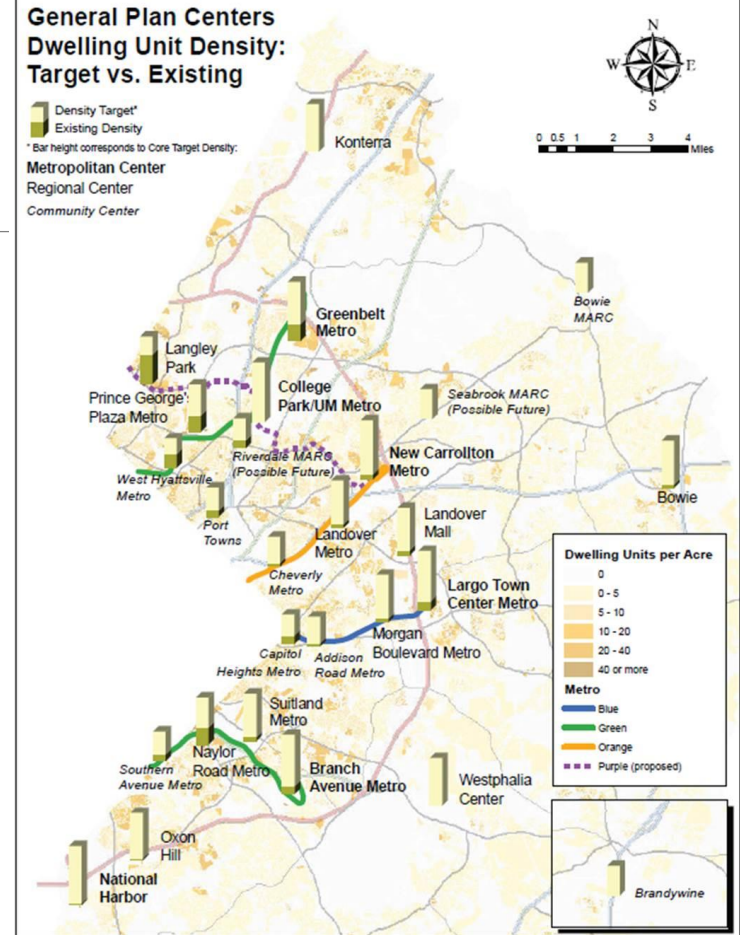 General Plan Centers
Dwelling Unit Density:
Target vs. Existing
Density Target*
Existing Density
* Bar height corresponds to Core Target Density:
Metropolitan Center
Regional Center
Community Center
N
W E
S
0 0.5 1 2 3 4
Miles
Konterra
Bowie
MARC
Greenbelt
Metro
Langley
Park
College
Park/UM Metro
Prince George's
Plaza Metro
Seabrook MARC
(Possible Future)
Riverdale MARC
(Possible Future)
New Carrollton
Metro
West Hyattsville
Metro
Bowie
Port
Towns
Landover
Metro
Landover
Mall
Cheverly
Metro
Largo Town
Center Metro
Morgan
Boulevard Metro
Capitol
Heights Metro
Addison
Road Metro
Dwelling Units per Acre
0
0 - 5
5 - 10
10 - 20
20 - 40
40 or more
Metro
Blue
Green
Orange
Purple (proposed)
Suitland
Metro
Naylor
Road Metro
Southern
Avenue Metro
Branch
Avenue Metro
Westphalia
Center
Oxon
Hill
National
Harbor
Brandywine